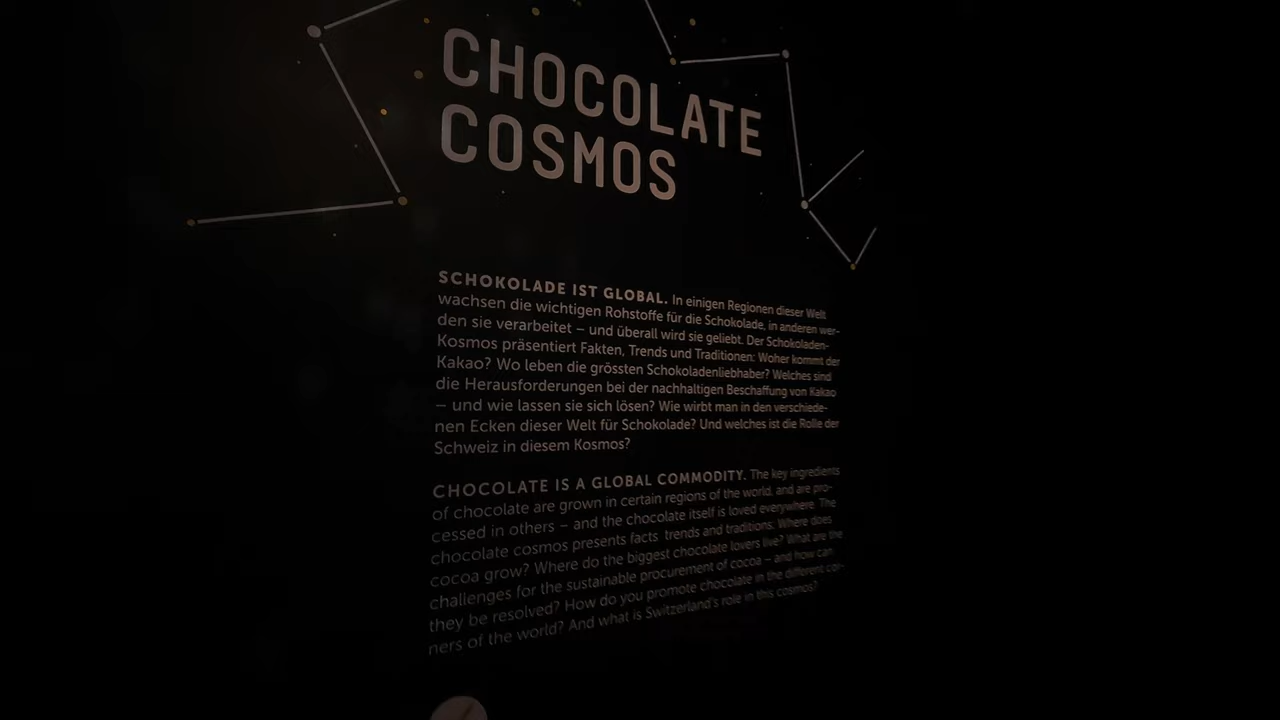 CHOCOLATE
COSMOS
SCHOKOLADE IST GLOBAL. In einigen Regionen dieser Welt
wachsen die wichtigen Rohstoffe für die Schokolade, in anderen wer-
den sie verarbeitet – und überall wird sie geliebt. Der Schokoladen-
Kosmos präsentiert Fakten, Trends und Traditionen: Woher kommt der
Kakao? Wo leben die grössten Schokoladenliebhaber? Welches sind
die Herausforderungen bei der nachhaltigen Beschaffung von Kakao
– und wie lassen sie sich lösen? Wie wirbt man in den verschiede-
nen Ecken dieser Welt für Schokolade? Und welches ist die Rolle der
Schweiz in diesem Kosmos?
CHOCOLATE IS A GLOBAL COMMODITY. The key ingredients
of chocolate are grown in certain regions of the world, and are pro-
cessed in others – and the chocolate itself is loved everywhere. The
chocolate cosmos presents facts trends and traditions. Where does
cocoa grow? Where do the biggest chocolate lovers live? What are the
challenges for the sustainable procurement of cocoa – and how can
they be resolved? How do you promote chocolate in the different cor-
ners of the world? And what is Switzerland's role in this cosmos?